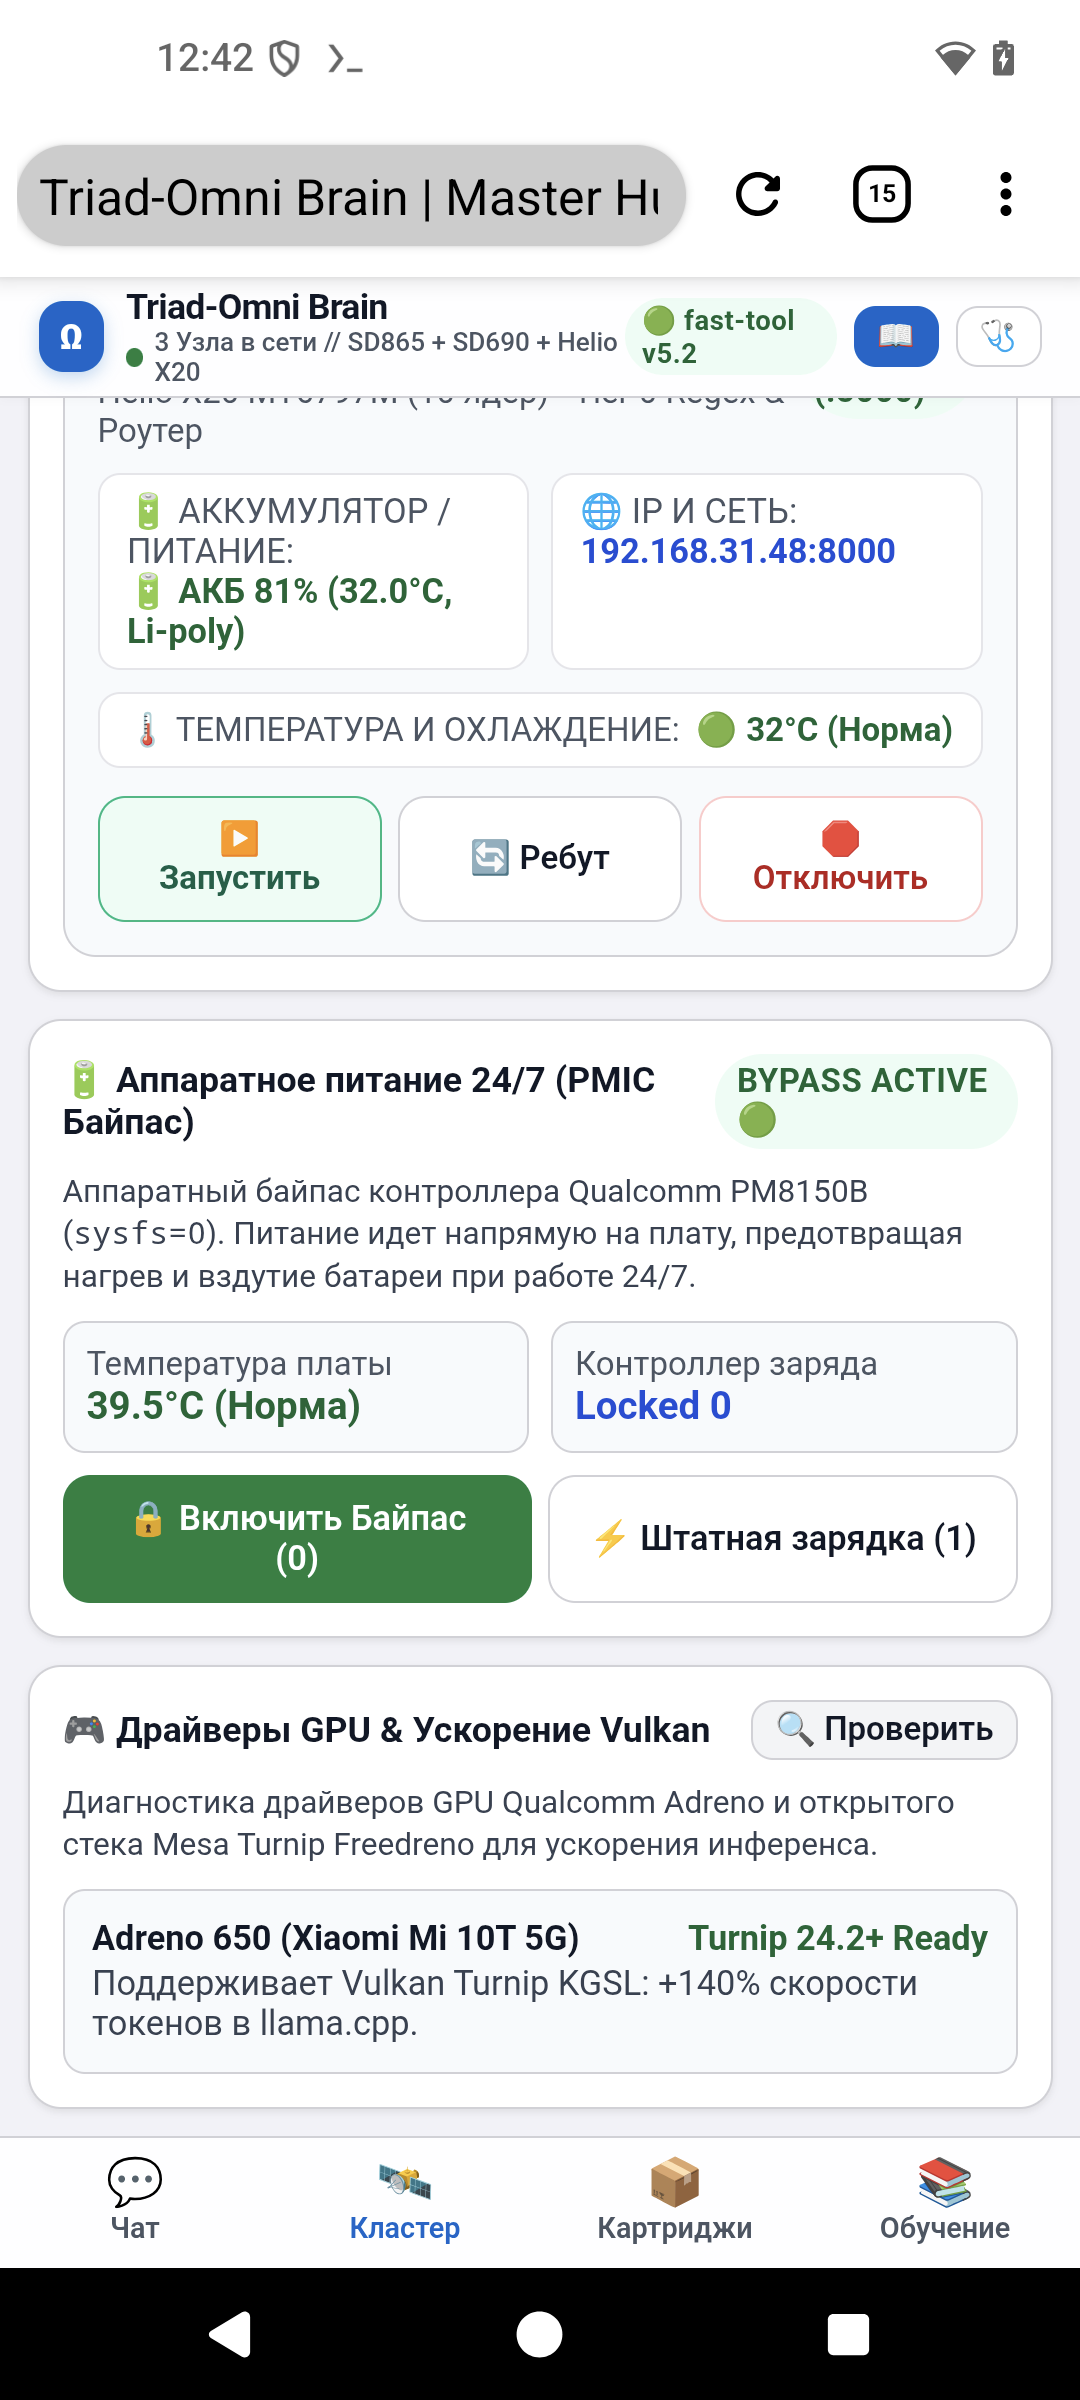 12:42
Triad-Omni Brain | Master Hu
15
Ω
Triad-Omni Brain
3 Узла в сети // SD865 + SD690 + Helio
X20
fast-tool
v5.2
Роутер
АККУМУЛЯТОР /
ПИТАНИЕ:
АКБ 81% (32.0°C,
Li-poly)
IP И СЕТЬ:
192.168.31.48:8000
ТЕМПЕРАТУРА И ОХЛАЖДЕНИЕ: 32°C (Норма)
Запустить
Ребут
Отключить
Аппаратное питание 24/7 (PMIC
Байпас)
BYPASS ACTIVE
Аппаратный байпас контроллера Qualcomm PM8150B
(sysfs=0). Питание идет напрямую на плату, предотвращая
нагрев и вздутие батареи при работе 24/7.
Температура платы
39.5°C (Норма)
Контроллер заряда
Locked 0
Включить Байпас
(0)
Штатная зарядка (1)
Драйверы GPU & Ускорение Vulkan
Проверить
Диагностика драйверов GPU Qualcomm Adreno и открытого
стека Mesa Turnip Freedreno для ускорения инференса.
Adreno 650 (Xiaomi Mi 10T 5G)
Turnip 24.2+ Ready
Поддерживает Vulkan Turnip KGSL: +140% скорости
токенов в llama.cpp.
Чат
Кластер
Картриджи
Обучение